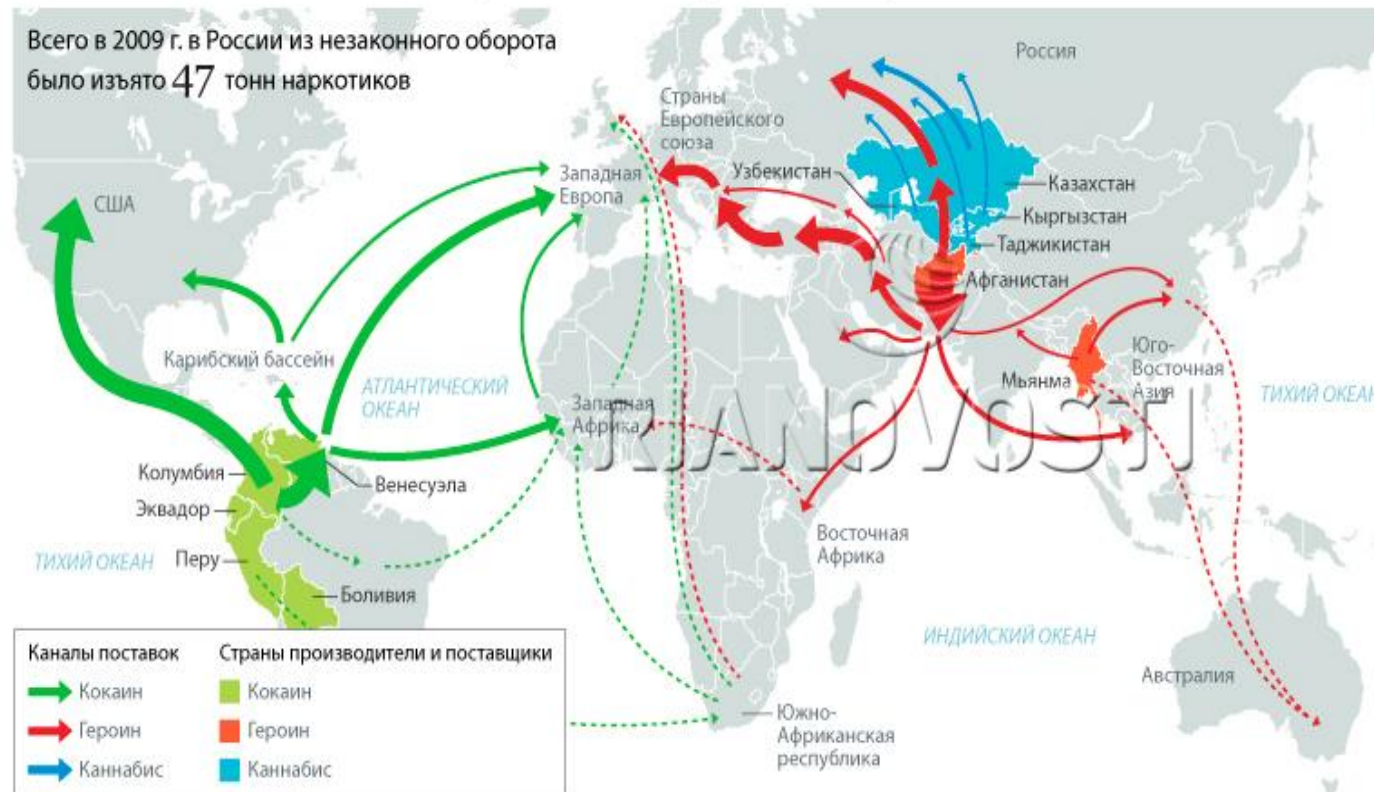 Всего в 2009 г. в России из незаконного оборота
было изъято 47 тонн наркотиков
Россия
Страны
Европейского
союза
Западная
Европа
Узбекистан
Казахстан
Кыргызстан
Таджикистан
Афганистан
США
Карибский бассейн
АТЛАНТИЧЕСКИЙ
ОКЕАН
Западная
Африка
Мьянма
Юго-
Восточная
Азия
ТИХИЙ ОКЕАН
RIANOVOSTI
Колумбия
Венесуэла
Эквадор
Перу
ТИХИЙ ОКЕАН
Боливия
Восточная
Африка
ИНДИЙСКИЙ ОКЕАН
Австралия
Южно-
Африканская
республика
Каналы поставок
Кокаин
Героин
Каннабис
Страны производители и поставщики
Кокаин
Героин
Каннабис